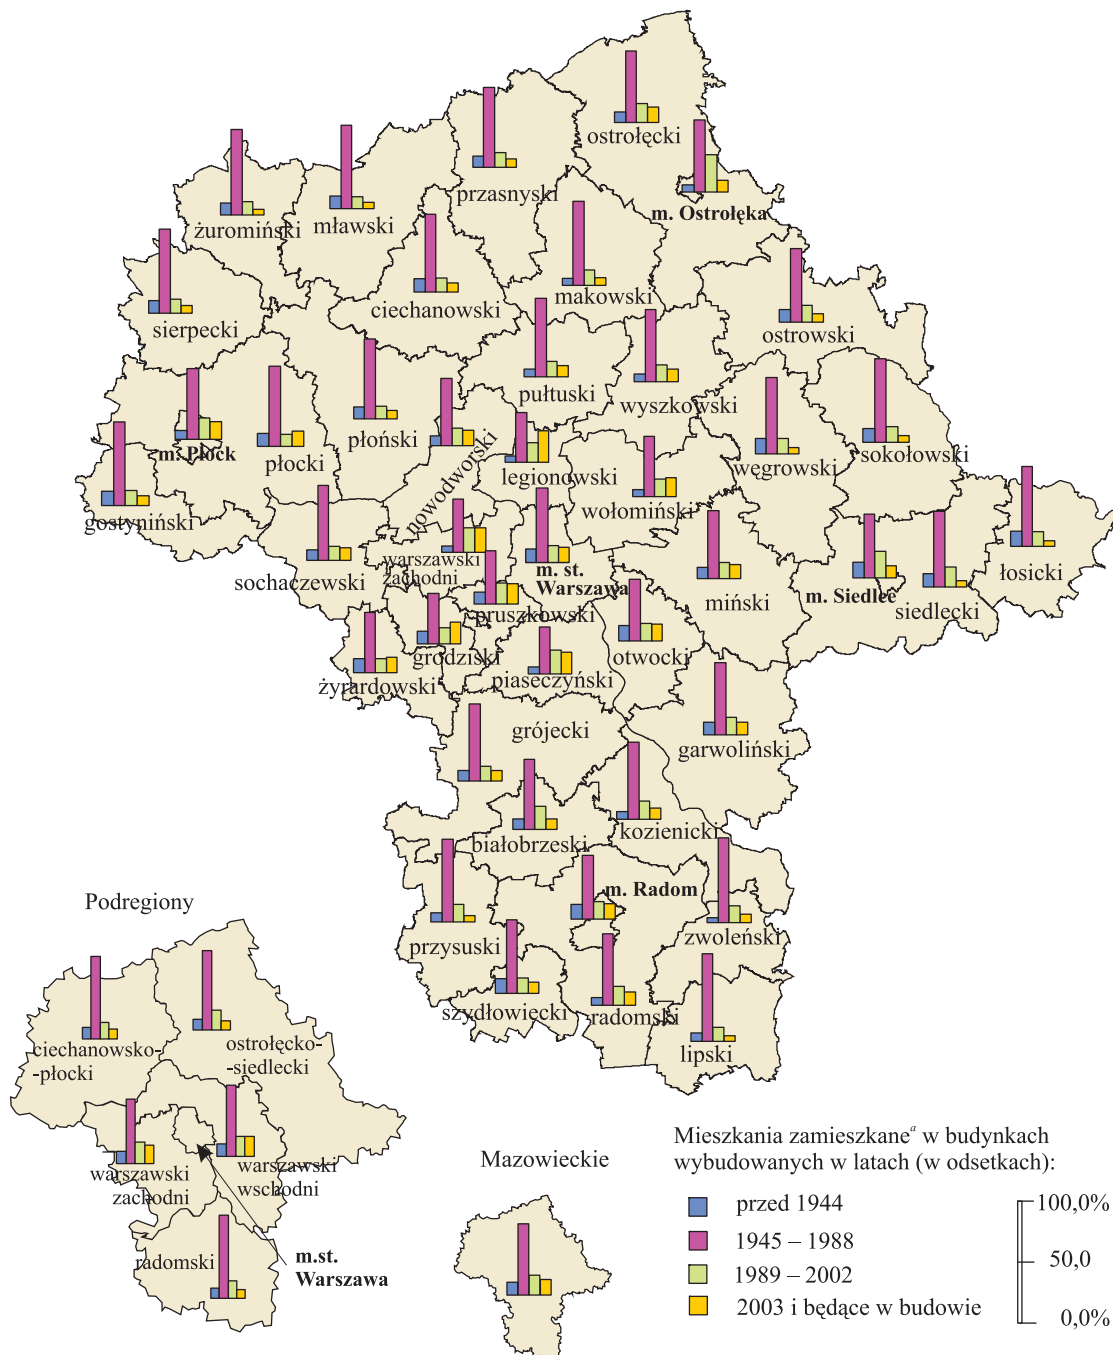 ostrołęcki
przasnyski
m. Ostrołęka
żuromiński
mławski
ciechanowski
makowski
sierpecki
ostrowski
pułtuski
wyszkowski
płoński
m. Płock
płocki
nowodworski
legionowski
węgrowski
sokołowski
gostyniński
wołomiński
sochaczewski
warszawski
zachodni
m. st.
Warszawa
pruszkowski
miński
m. Siedlce
siedlecki
łosicki
grodziski
otwocki
żyrardowski
piaseczyński
grójecki
garwoliński
białobrzeski
kozienicki
m. Radom
przysuski
zwoleński
szydłowiecki
radomski
lipski
Podregiony
ciechanowsko-
-płocki
ostrołęcko-
-siedlecki
warszawski
zachodni
warszawski
wschodni
radomski
m.st.
Warszawa
Mazowieckie
Mieszkania zamieszkane<sup>a</sup> w budynkach
wybudowanych w latach (w odsetkach):
przed 1944
1945 – 1988
1989 – 2002
2003 i będące w budowie
100,0%
50,0
0,0%